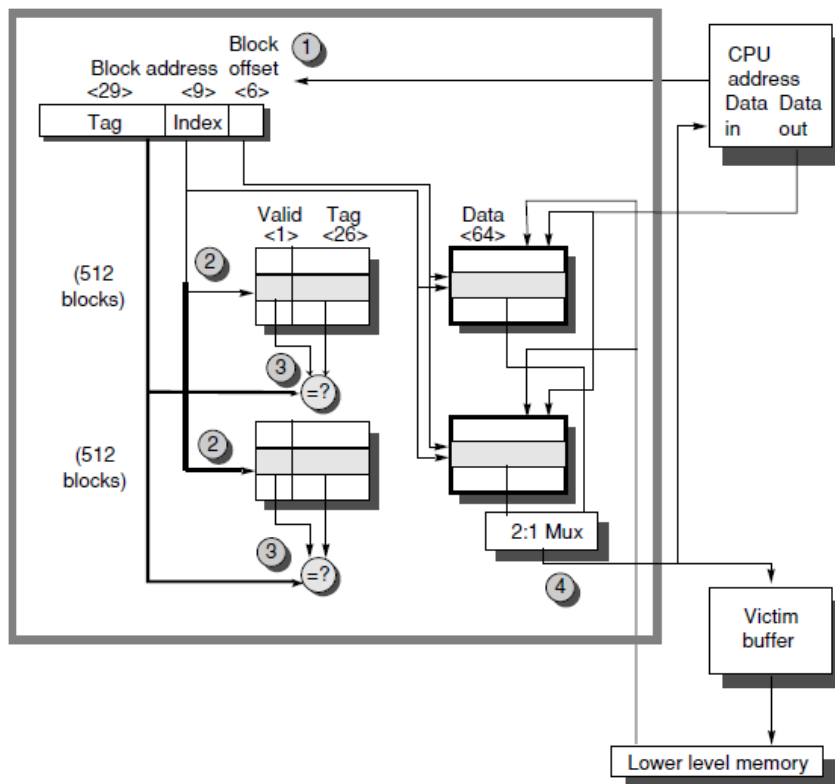 Block
offset
1
Block address
<29> <9> <6>
Tag Index
CPU
address
Data Data
in out
Valid Tag
<1> <26>
Data
<64>
(512
blocks)
2
3
=?
(512
blocks)
2
3
=?
2:1 Mux
4
Victim
buffer
Lower level memory